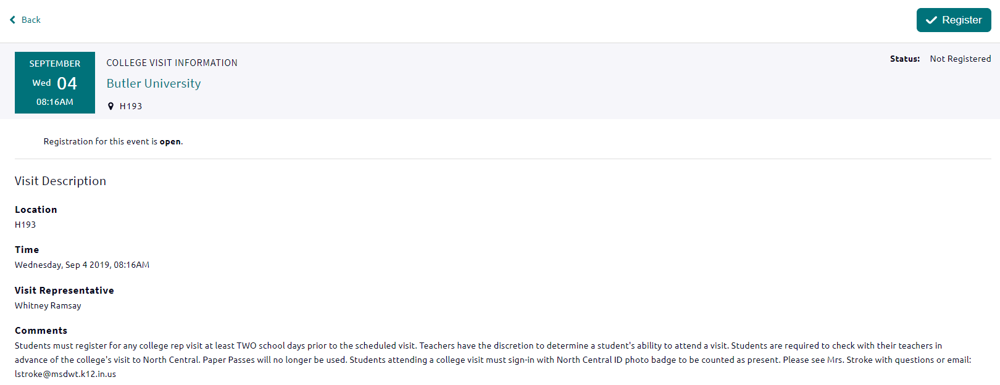 Back
Register
SEPTEMBER
Wed 04
08:16AM
COLLEGE VISIT INFORMATION
Butler University
H193
Status: Not Registered
Registration for this event is open.
Visit Description
Location
H193
Time
Wednesday, Sep 4 2019, 08:16AM
Visit Representative
Whitney Ramsay
Comments
Students must register for any college rep visit at least TWO school days prior to the scheduled visit. Teachers have the discretion to determine a student's ability to attend a visit. Students are required to check with their teachers in
advance of the college's visit to North Central. Paper Passes will no longer be used. Students attending a college visit must sign-in with North Central ID photo badge to be counted as present. Please see Mrs. Stroke with questions or email:
lstroke@msdwt.k12.in.us